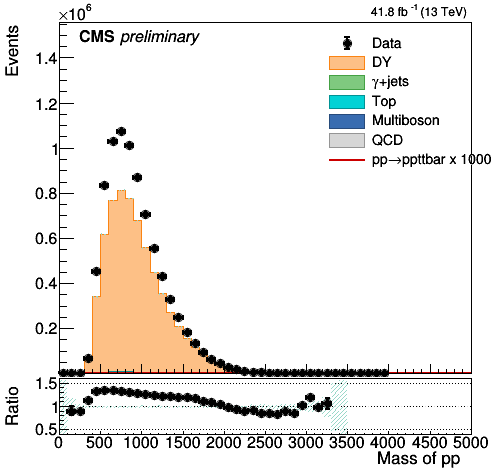 ×10⁶
41.8 fb⁻¹ (13 TeV)
CMS preliminary
Events
1.4
1.2
1
0.8
0.6
0.4
0.2
Data
DY
γ+jets
Top
Multiboson
QCD
pp→ppttbar x 1000
Ratio
1.5
1
0.5
0 500 1000 1500 2000 2500 3000 3500 4000 4500 5000
Mass of pp